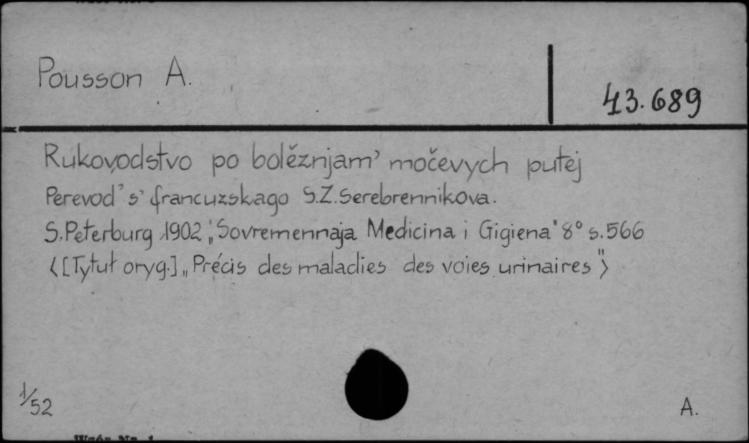 Pousson A.
43.689
Rukovodstvo po bolěznjam' močevych putej
Perevod' s' francuzskago S.Z.Serebrennikova.
S.Peterburg 1902 „Sovremennaja Medicina i Gigiena" 8° s.566
<[Tytuł oryg.] „Précis des maladies des voies urinaires">
1/52
A.